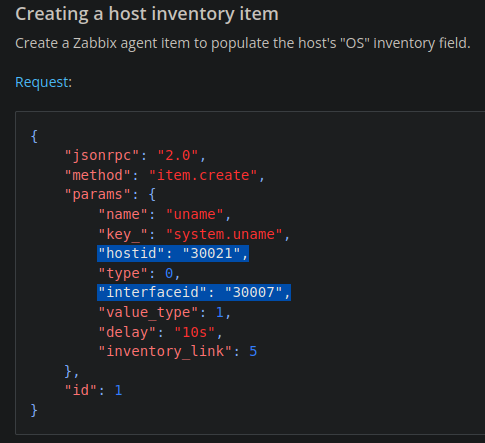 Creating a host inventory item
Create a Zabbix agent item to populate the host's "OS" inventory field.
Request:
{
"jsonrpc": "2.0",
"method": "item.create",
"params": {
"name": "uname",
"key_": "system.uname",
"hostid": "30021",
"type": 0,
"interfaceid": "30007",
"value_type": 1,
"delay": "10s",
"inventory_link": 5
},
"id": 1
}